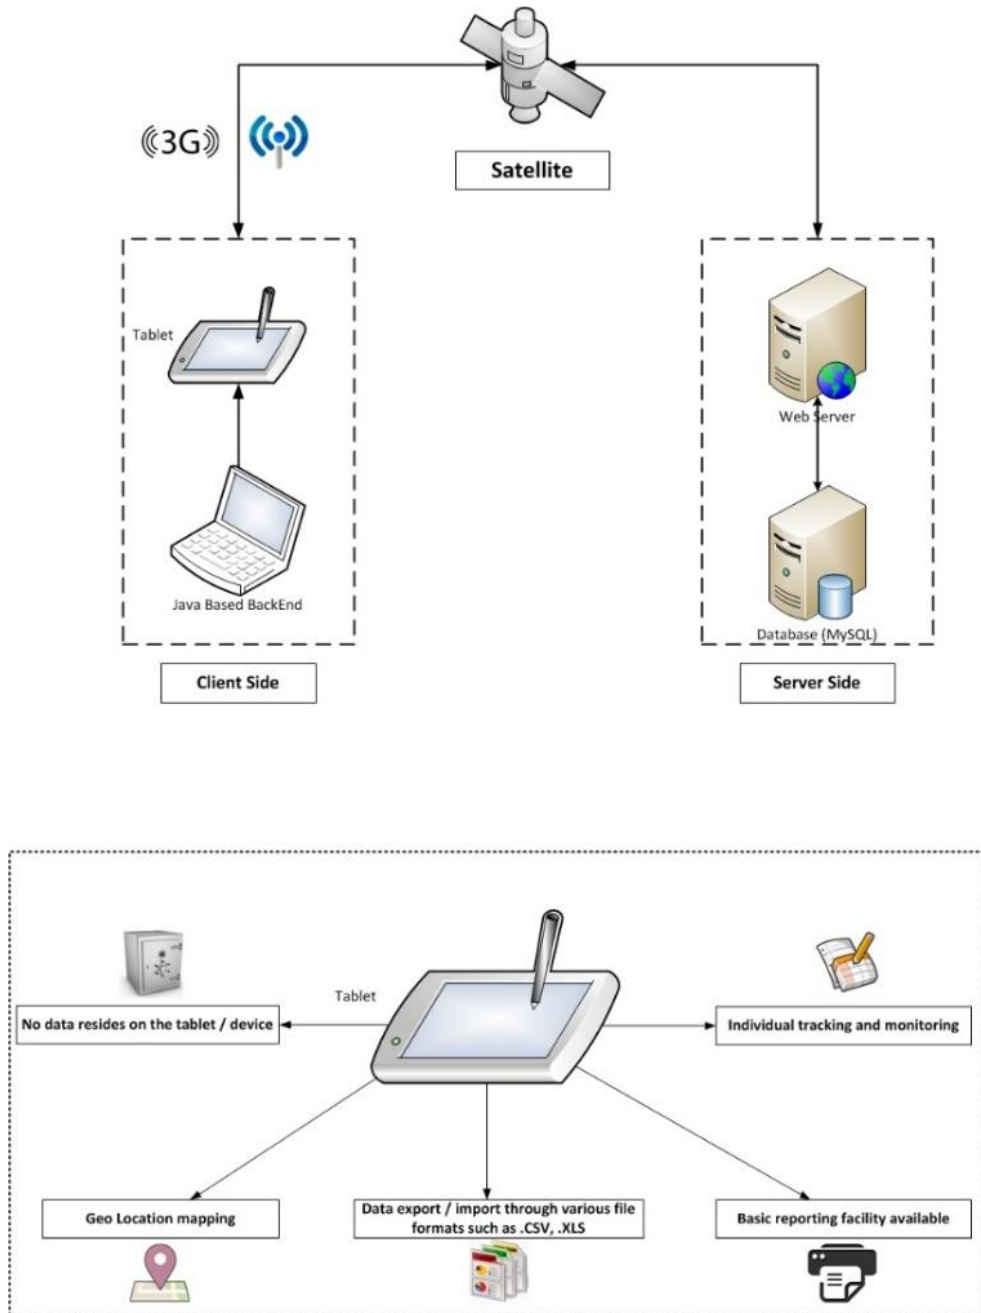 ((3G))
Satellite
Tablet
Java Based BackEnd
Client Side
Web Server
Database (MySQL)
Server Side
Tablet
No data resides on the tablet / device
Individual tracking and monitoring
Geo Location mapping
Data export / import through various file
formats such as .CSV, .XLS
Basic reporting facility available